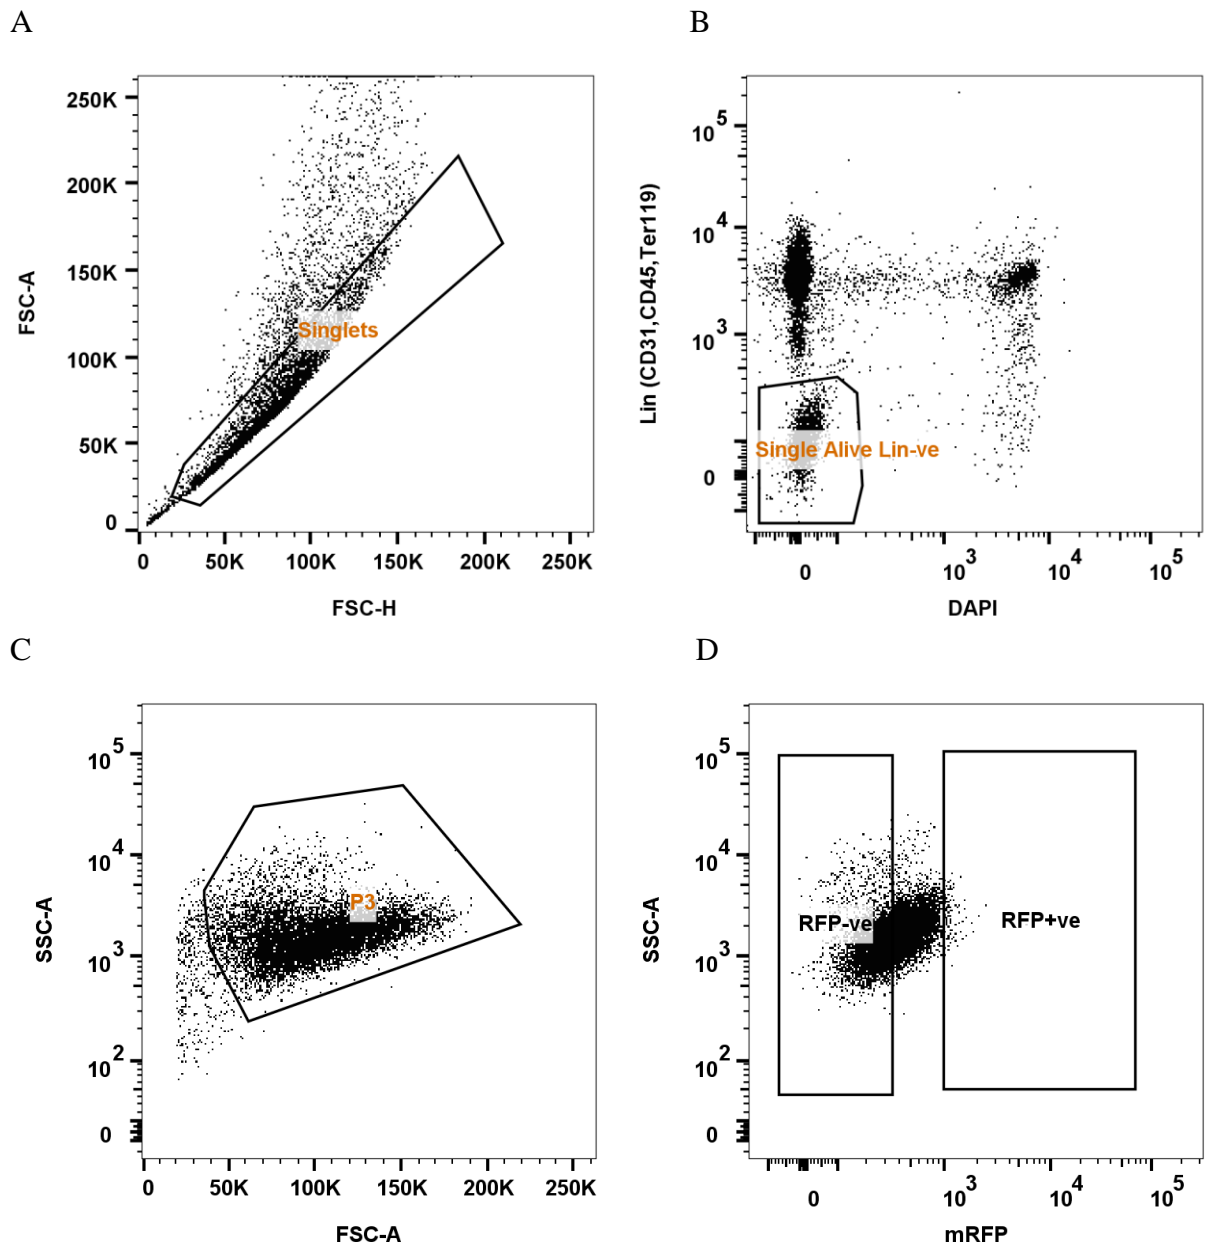 A
B
250K
200K
150K
100K
50K
0
FSC-A
Singlets
0
50K
100K
150K
200K
250K
FSC-H
10^5
10^4
10^3
0
Lin (CD31,CD45,Ter119)
Single Alive Lin-ve
0
10^3
10^4
10^5
DAPI
C
D
10^5
10^4
10^3
10^2
0
SSC-A
P3
0
50K
100K
150K
200K
250K
FSC-A
10^5
10^4
10^3
10^2
0
SSC-A
RFP-ve
RFP+ve
0
10^3
10^4
10^5
mRFP